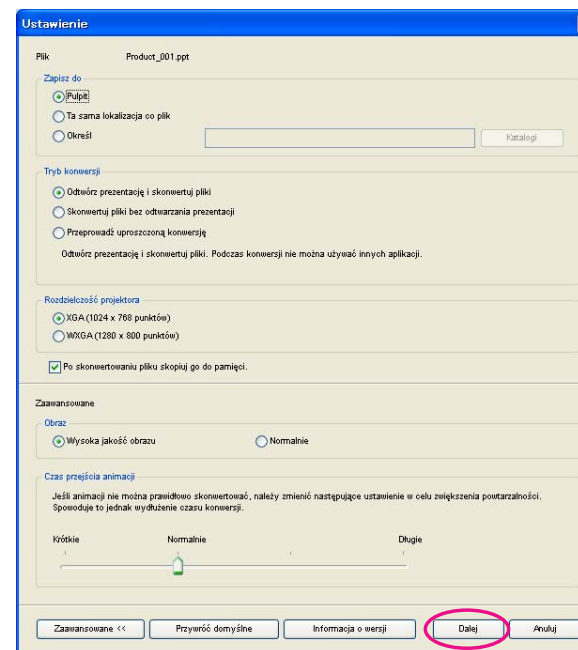 Ustawienie
Plik Product_001.ppt
Zapisz do
Pulpit
Ta sama lokalizacja co plik
Określ Katalogi
Tryb konwersji
Odtwórz prezentację i skonwertuj pliki
Skonwertuj pliki bez odtwarzania prezentacji
Przeprowadź uproszczoną konwersję
Odtwórz prezentację i skonwertuj pliki. Podczas konwersji nie można używać innych aplikacji.
Rozdzielczość projektora
XGA (1024 x 768 punktów)
WXGA (1280 x 800 punktów)
Po skonwertowaniu pliku skopiuj go do pamięci.
Zaawansowane
Obraz
Wysoka jakość obrazu Normalnie
Czas przejścia animacji
Jeśli animacji nie można prawidłowo skonwertować, należy zmienić następujące ustawienie w celu zwiększenia powtarzalności.
Spowoduje to jednak wydłużenie czasu konwersji.
Krótkie Normalnie Długie
Zaawansowane << Przywróć domyślne Informacja o wersji Dalej Anuluj